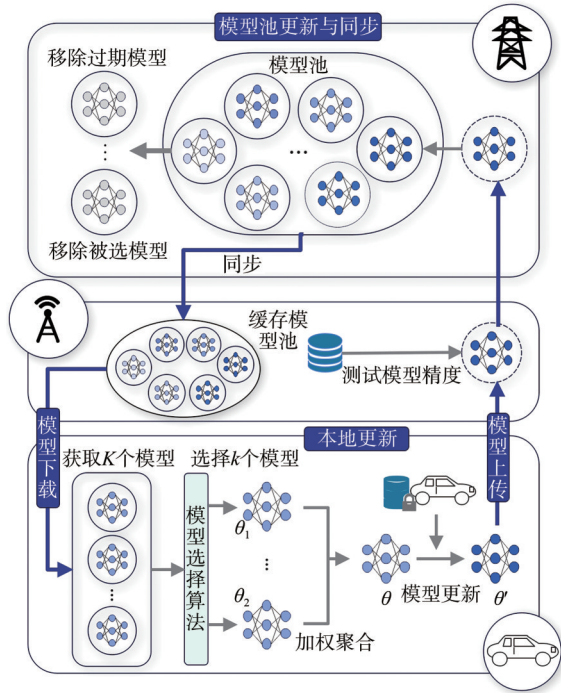 模型池更新与同步
移除过期模型
模型池
...
⋮
...
移除被选模型
同步
缓存模
型池
测试模型精度
模型下载
本地更新
模型上传
获取K个模型
选择k个模型
模型选择算法
θ₁
⋮
θ₂
加权聚合
θ
模型更新
θ′